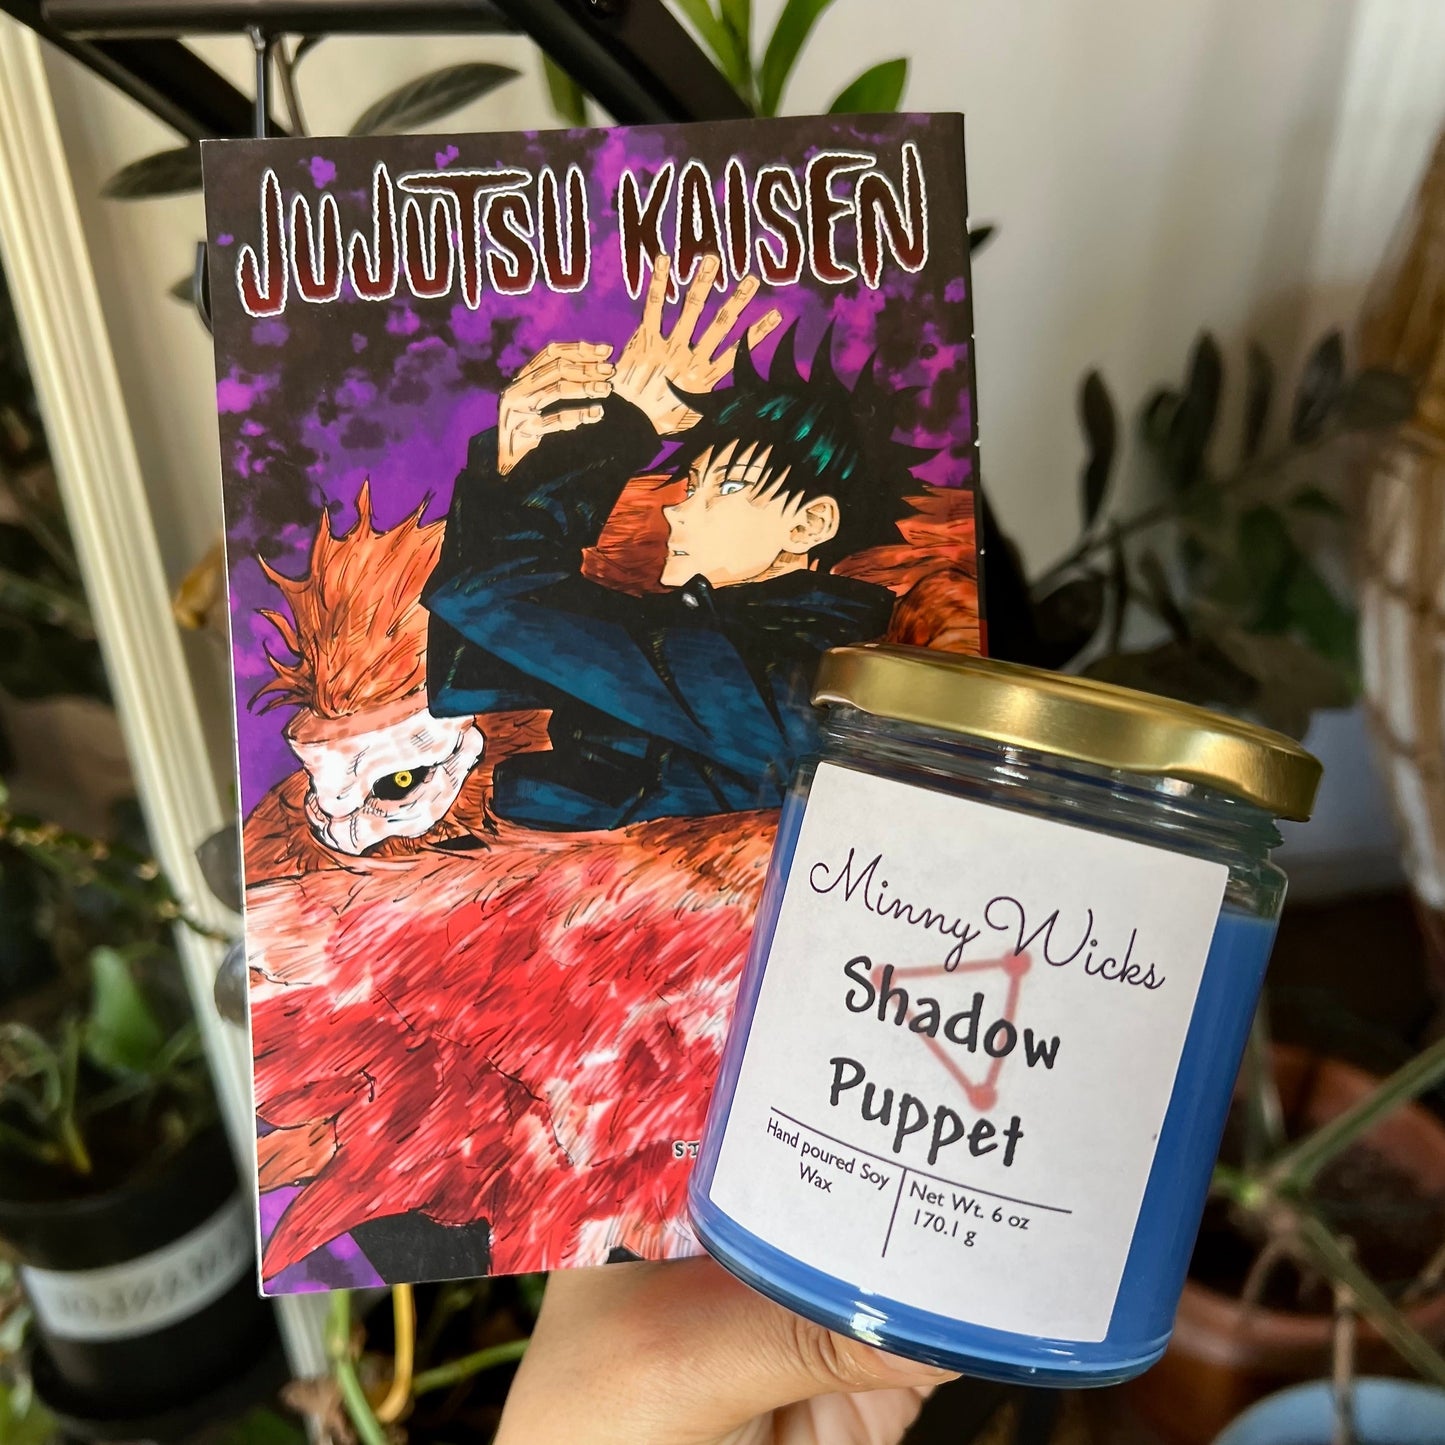 JUJUTSU KAISEN
Minny Wicks
Shadow
Puppet
Hand poured Soy
Wax
Net Wt. 6 oz
170.1 g